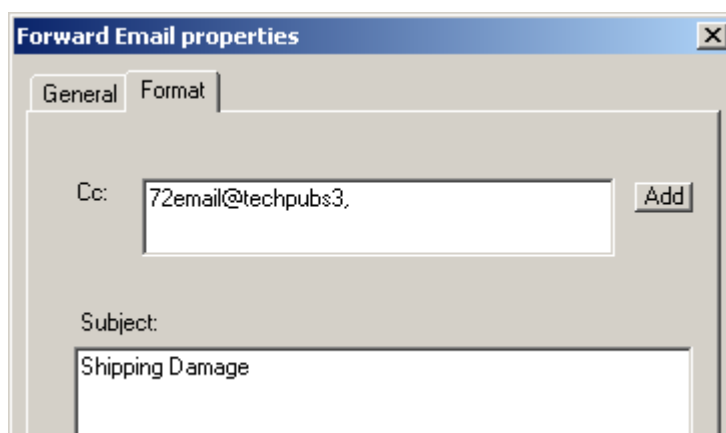 Forward Email properties
General Format
Cc: 72email@techpubs3, Add
Subject:
Shipping Damage